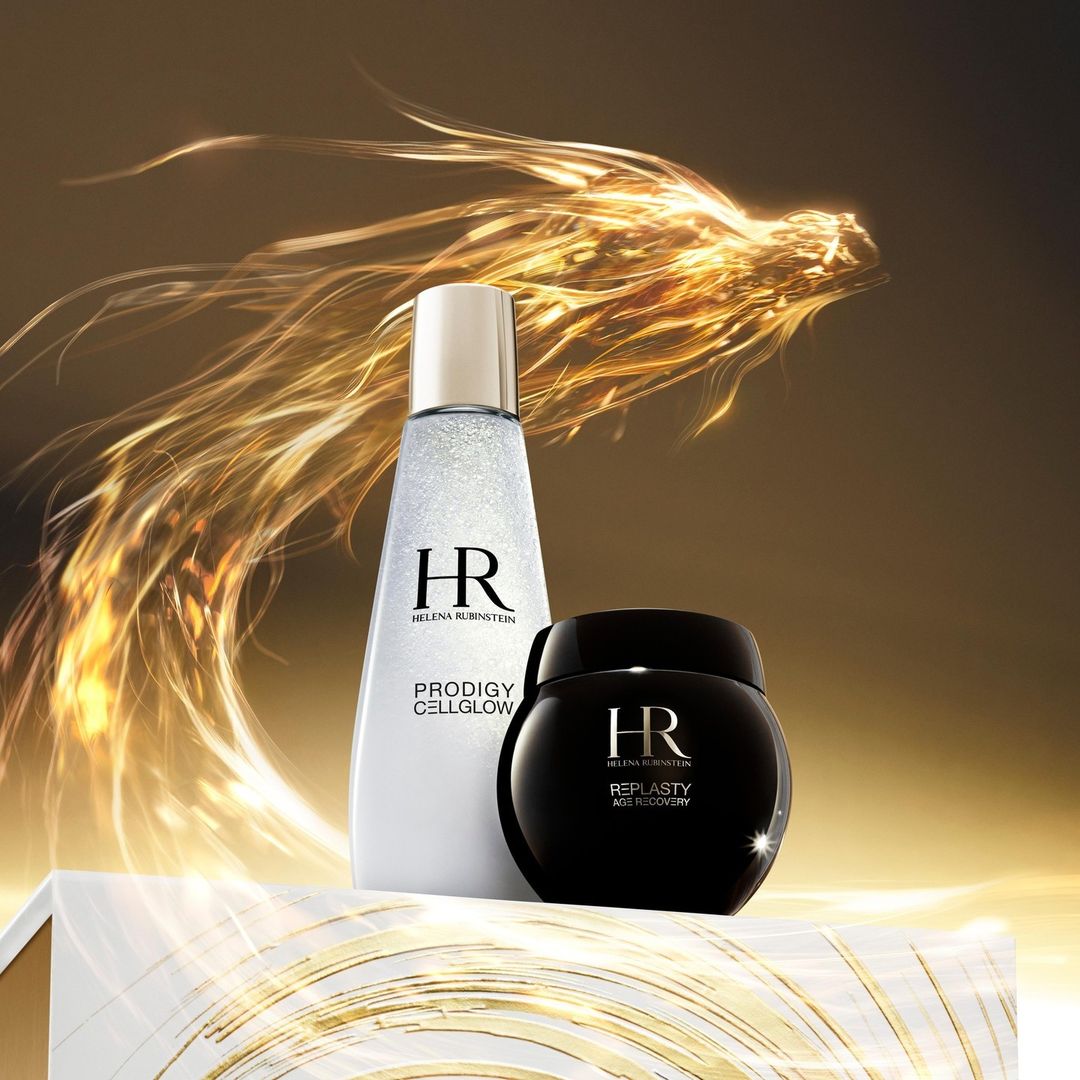 HR
HELENA RUBINSTEIN
PRODIGY
CELLGLOW
HR
HELENA RUBINSTEIN
REPLASTY
AGE RECOVERY